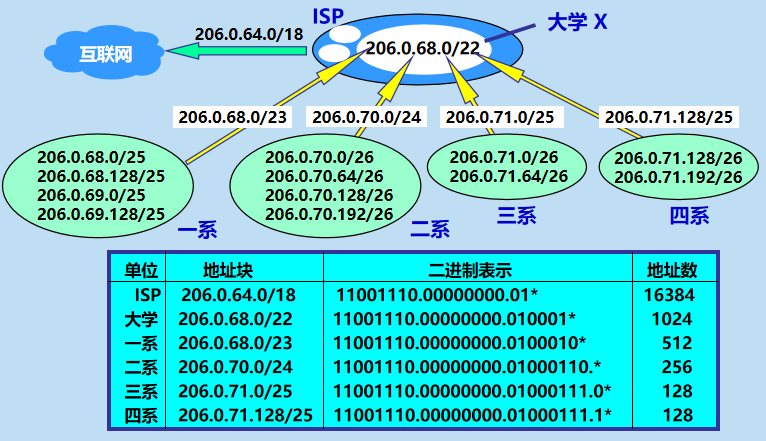 ISP
大学 X
206.0.64.0/18
互联网
206.0.68.0/22
206.0.68.0/23
206.0.70.0/24
206.0.71.0/25
206.0.71.128/25
206.0.68.0/25
206.0.68.128/25
206.0.69.0/25
206.0.69.128/25
一系
206.0.70.0/26
206.0.70.64/26
206.0.70.128/26
206.0.70.192/26
二系
206.0.71.0/26
206.0.71.64/26
三系
206.0.71.128/26
206.0.71.192/26
四系
单位 地址块 二进制表示 地址数
ISP 206.0.64.0/18 11001110.00000000.01* 16384
大学 206.0.68.0/22 11001110.00000000.010001* 1024
一系 206.0.68.0/23 11001110.00000000.0100010* 512
二系 206.0.70.0/24 11001110.00000000.01000110.* 256
三系 206.0.71.0/25 11001110.00000000.01000111.0* 128
四系 206.0.71.128/25 11001110.00000000.01000111.1* 128